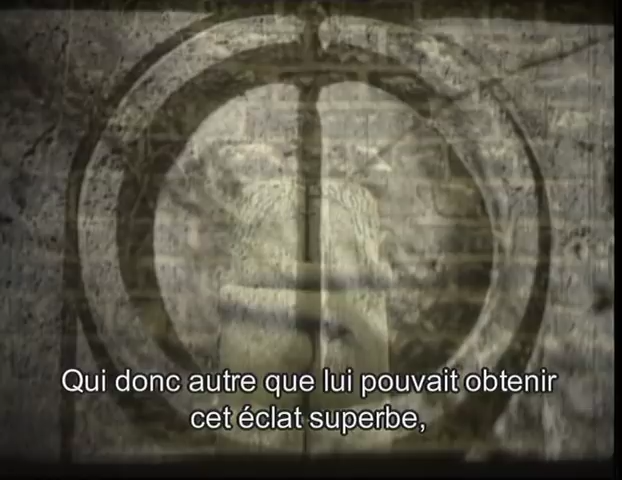 Qui donc autre que lui pouvait obtenir
cet éclat superbe,